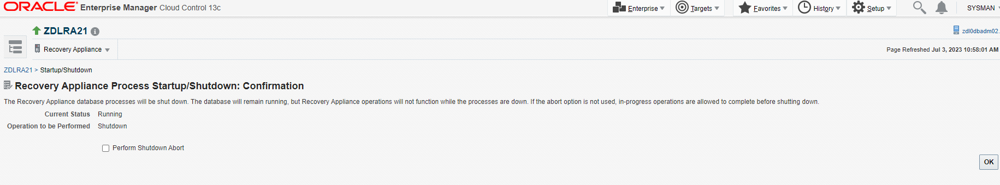 ORACLE Enterprise Manager Cloud Control 13c Enterprise Targets Favorites History Setup SYSMAN
ZDLRA21 zdl0dbadm02.
Recovery Appliance Page Refreshed Jul 3, 2023 10:58:01 AM
ZDLRA21 > Startup/Shutdown
Recovery Appliance Process Startup/Shutdown: Confirmation
The Recovery Appliance database processes will be shut down. The database will remain running, but Recovery Appliance operations will not function while the processes are down. If the abort option is not used, in-progress operations are allowed to complete before shutting down.
Current Status Running
Operation to be Performed Shutdown
Perform Shutdown Abort
OK